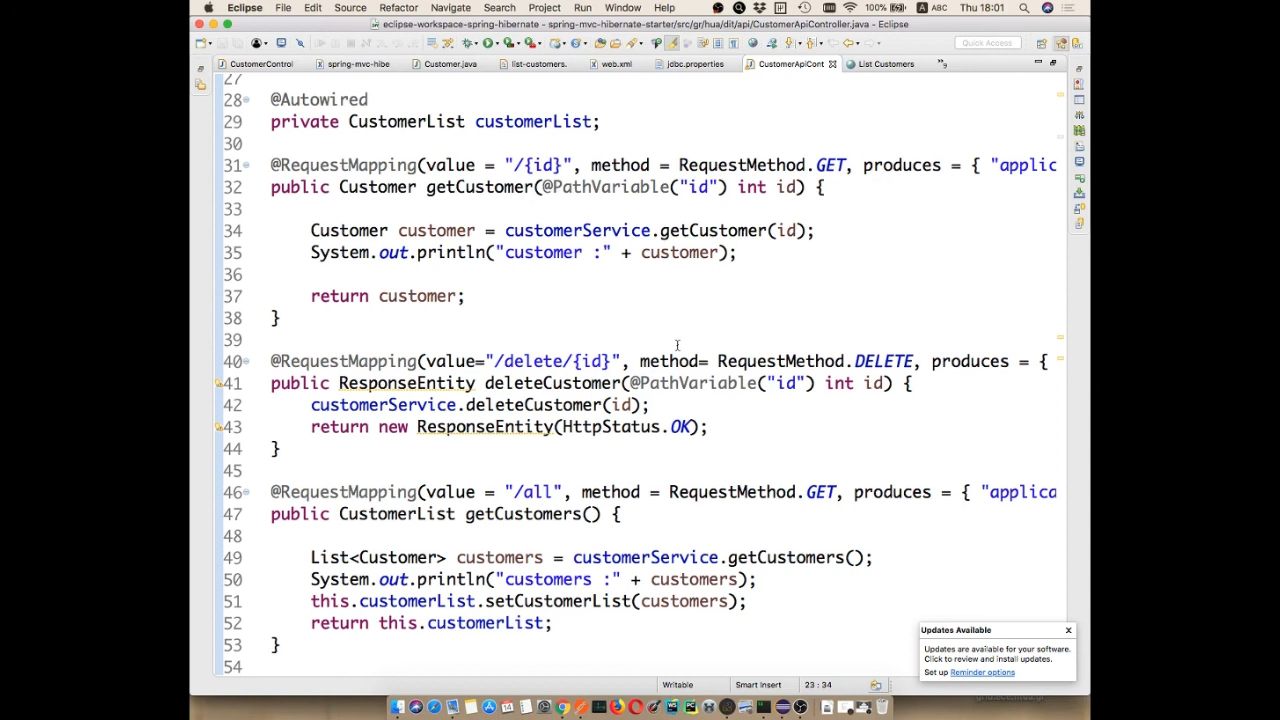 Eclipse File Edit Source Refactor Navigate Search Project Run Window Help 100% ABC Thu 18:01
eclipse-workspace-spring-hibernate - spring-mvc-hibernate-starter/src/gr/hua/dit/api/CustomerApiController.java - Eclipse
Quick Access
CustomerControl spring-mvc-hibe Customer.java list-customers. web.xml jdbc.properties CustomerApiCont List Customers »9
27
28 @Autowired
29 private CustomerList customerList;
30
31 @RequestMapping(value = "/{id}", method = RequestMethod.GET, produces = { "applic
32 public Customer getCustomer(@PathVariable("id") int id) {
33
34 Customer customer = customerService.getCustomer(id);
35 System.out.println("customer :" + customer);
36
37 return customer;
38 }
39
40 @RequestMapping(value="/delete/{id}", method= RequestMethod.DELETE, produces = {
41 public ResponseEntity deleteCustomer(@PathVariable("id") int id) {
42 customerService.deleteCustomer(id);
43 return new ResponseEntity(HttpStatus.OK);
44 }
45
46 @RequestMapping(value = "/all", method = RequestMethod.GET, produces = { "applica
47 public CustomerList getCustomers() {
48
49 List<Customer> customers = customerService.getCustomers();
50 System.out.println("customers :" + customers);
51 this.customerList.setCustomerList(customers);
52 return this.customerList;
53 }
54
Updates Available
Updates are available for your software.
Click to review and install updates.
Set up Reminder options
Writable Smart Insert 23 : 34